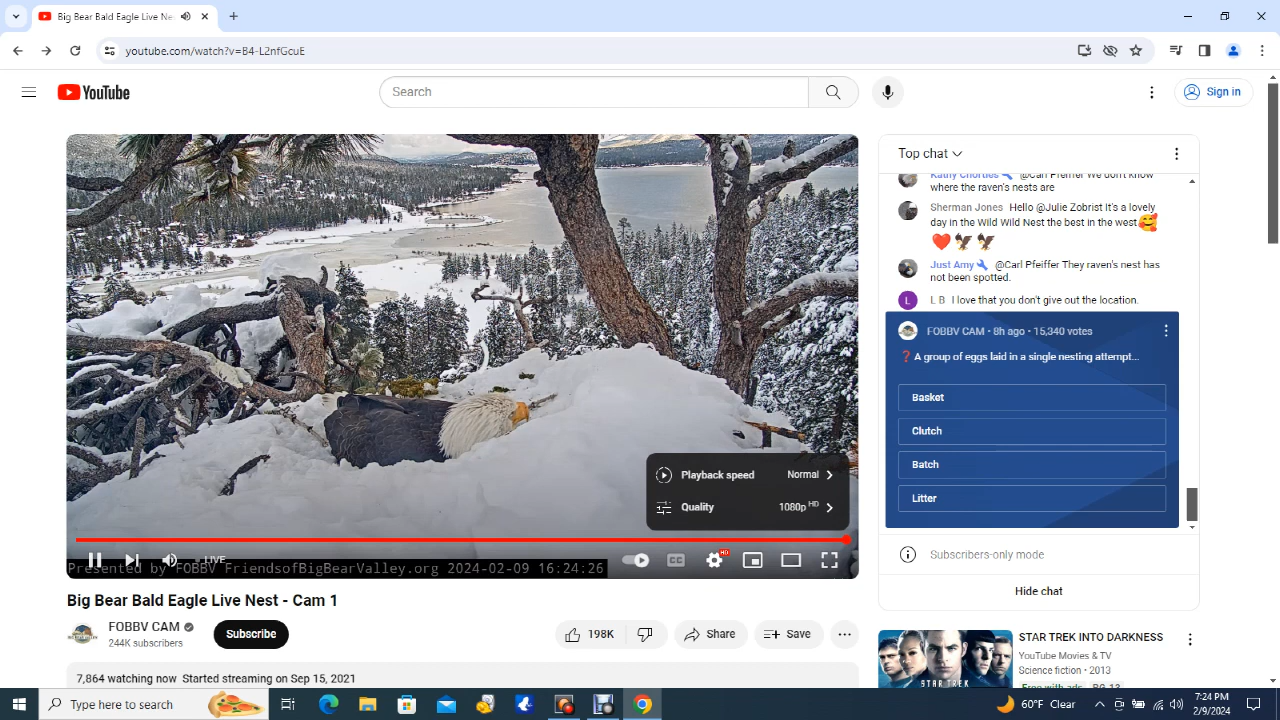 Big Bear Bald Eagle Live Ne
youtube.com/watch?v=B4-L2nfGcuE
YouTube
Search
Sign in
Top chat
Kathy Chorties @Carl Pfeiffer We don't know
where the raven's nests are
Sherman Jones Hello @Julie Zobrist It's a lovely
day in the Wild Wild Nest the best in the west
Just Amy @Carl Pfeiffer They raven's nest has
not been spotted.
L L B I love that you don't give out the location.
FOBBV CAM • 8h ago • 15,340 votes
❓A group of eggs laid in a single nesting attempt...
Basket
Clutch
Batch
Litter
Subscribers-only mode
Hide chat
Playback speed Normal
Quality 1080p HD
LIVE
CC
HD
Presented by FOBBV FriendsofBigBearValley.org 2024-02-09 16:24:26
Big Bear Bald Eagle Live Nest - Cam 1
FOBBV CAM
244K subscribers
Subscribe
198K
Share
Save
7,864 watching now Started streaming on Sep 15, 2021
STAR TREK INTO DARKNESS
YouTube Movies & TV
Science fiction • 2013
Free with ads PG-13
STAR TREK
Type here to search
60°F Clear
7:24 PM
2/9/2024